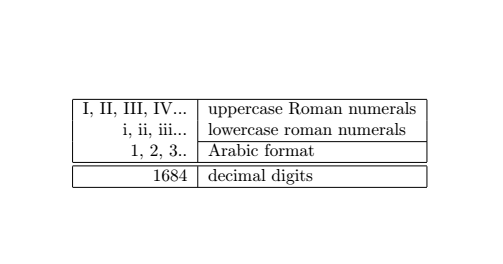 I, II, III, IV... uppercase Roman numerals
i, ii, iii... lowercase roman numerals
1, 2, 3.. Arabic format
1684 decimal digits